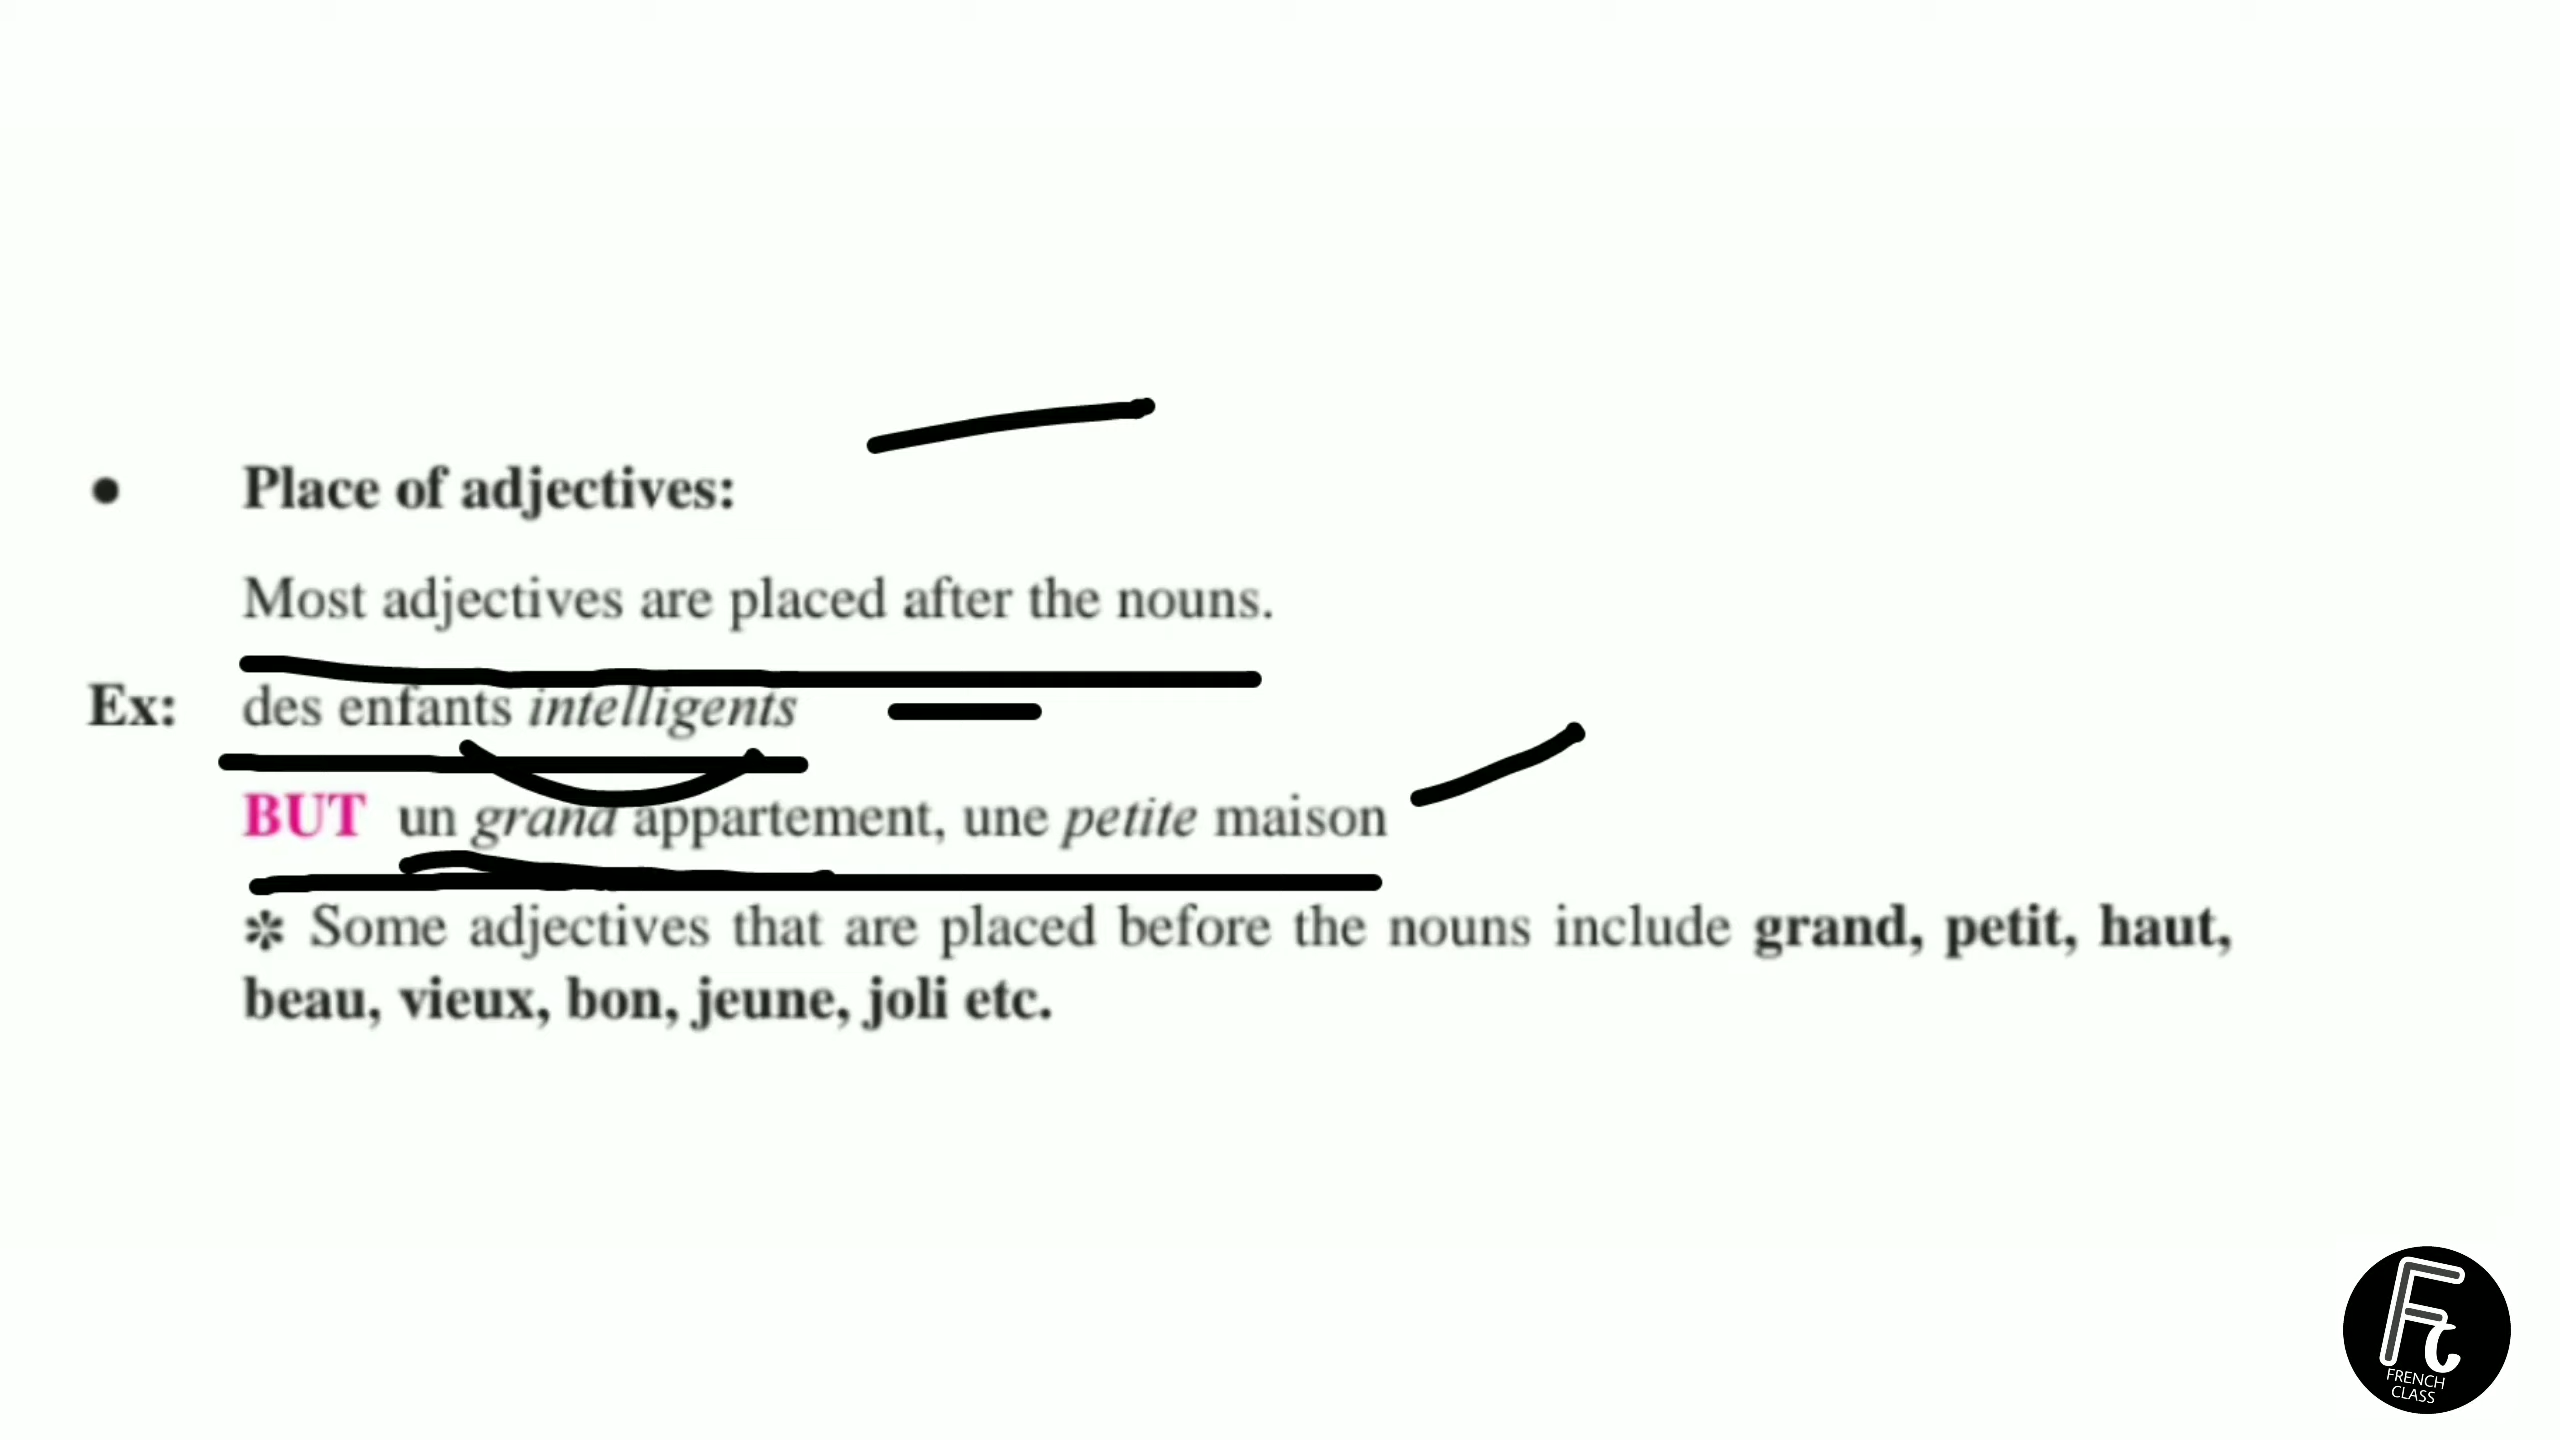 • Place of adjectives:
Most adjectives are placed after the nouns.
Ex: des enfants intelligents
BUT un grand appartement, une petite maison
✼ Some adjectives that are placed before the nouns include grand, petit, haut,
beau, vieux, bon, jeune, joli etc.
Fc
FRENCH
CLASS